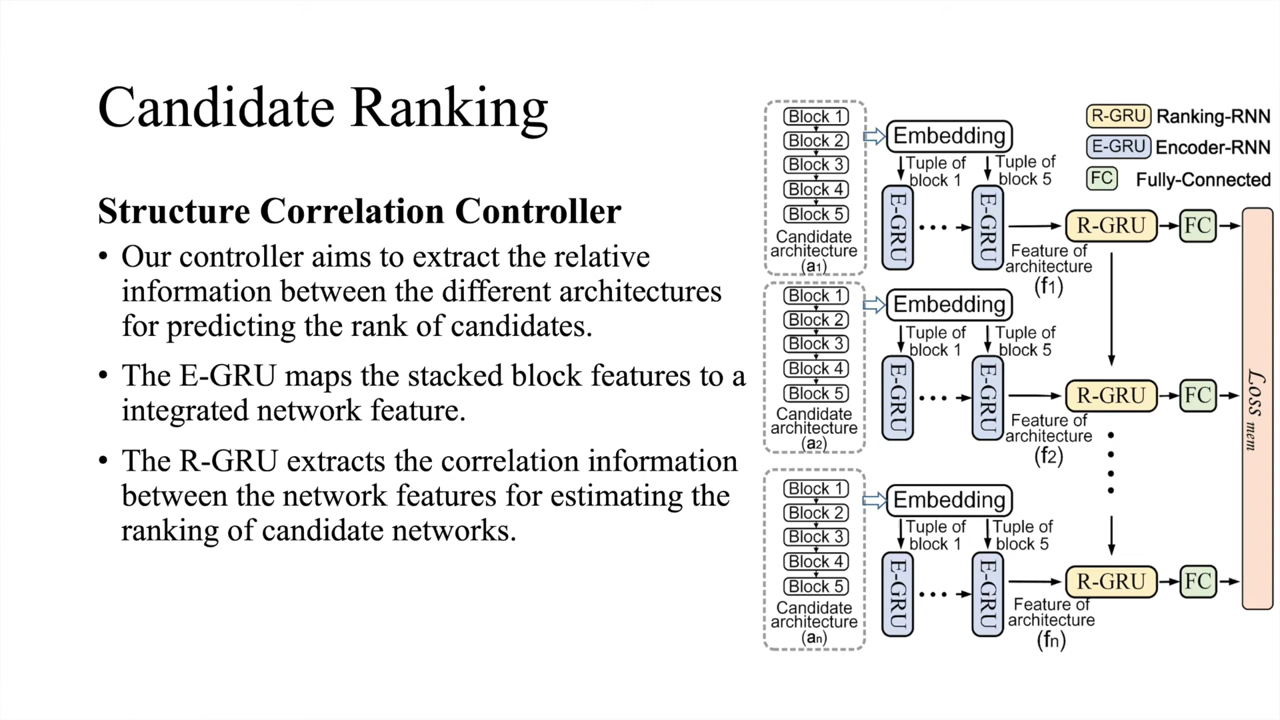 Candidate Ranking
Structure Correlation Controller
• Our controller aims to extract the relative
information between the different architectures
for predicting the rank of candidates.
• The E-GRU maps the stacked block features to a
integrated network feature.
• The R-GRU extracts the correlation information
between the network features for estimating the
ranking of candidate networks.
R-GRU Ranking-RNN
E-GRU Encoder-RNN
FC Fully-Connected
Block 1
Block 2
Block 3
Block 4
Block 5
Candidate
architecture
(a1)
Embedding
Tuple of
block 1
Tuple of
block 5
E-GRU
E-GRU
Feature of
architecture
(f1)
R-GRU
FC
Block 1
Block 2
Block 3
Block 4
Block 5
Candidate
architecture
(a2)
Embedding
Tuple of
block 1
Tuple of
block 5
E-GRU
E-GRU
Feature of
architecture
(f2)
R-GRU
FC
Block 1
Block 2
Block 3
Block 4
Block 5
Candidate
architecture
(an)
Embedding
Tuple of
block 1
Tuple of
block 5
E-GRU
E-GRU
Feature of
architecture
(fn)
R-GRU
FC
Loss mem